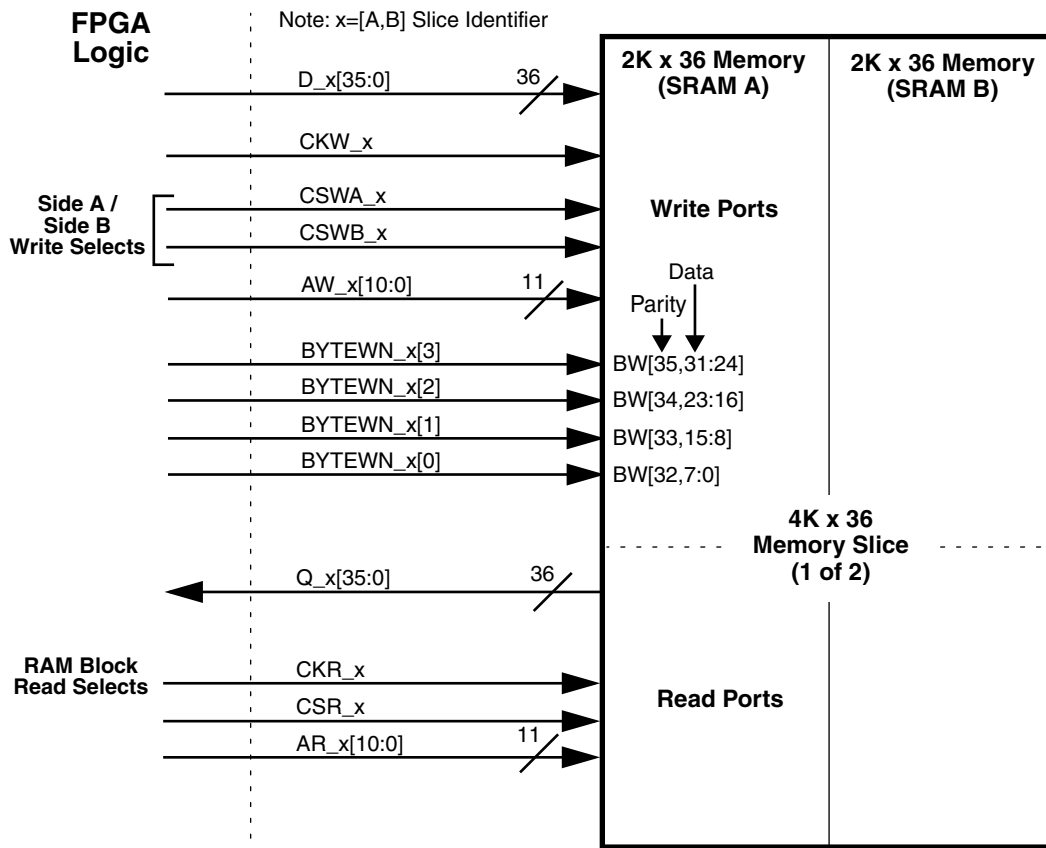 FPGA
Logic
Note: x=[A,B] Slice Identifier
2K x 36 Memory
(SRAM A)
2K x 36 Memory
(SRAM B)
D_x[35:0]
36
CKW_x
Side A /
Side B
Write Selects
CSWA_x
CSWB_x
Write Ports
AW_x[10:0]
11
Data
Parity
BYTEWN_x[3]
BW[35,31:24]
BYTEWN_x[2]
BW[34,23:16]
BYTEWN_x[1]
BW[33,15:8]
BYTEWN_x[0]
BW[32,7:0]
4K x 36
Memory Slice
(1 of 2)
Q_x[35:0]
36
RAM Block
Read Selects
CKR_x
CSR_x
AR_x[10:0]
11
Read Ports